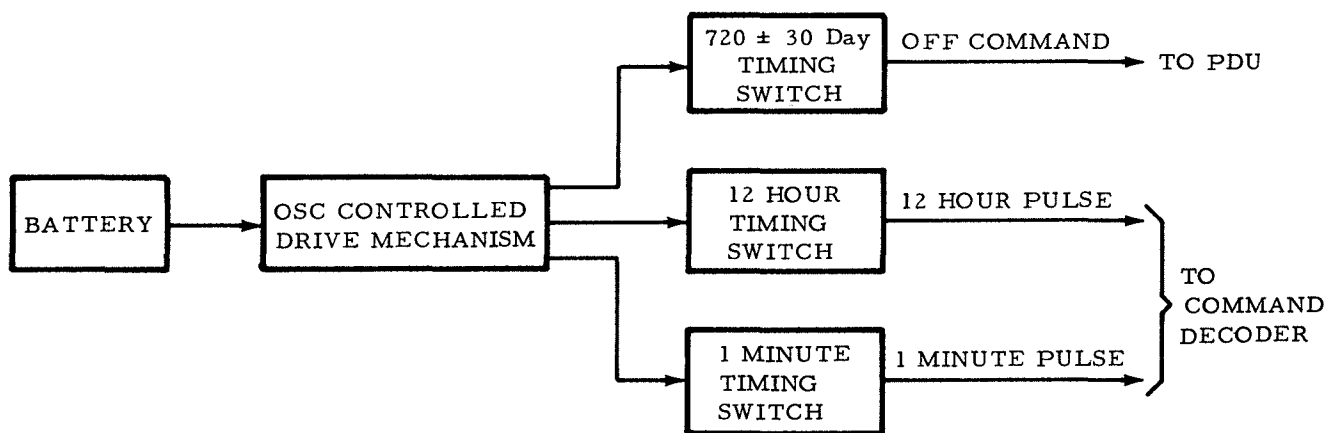 720 ± 30 Day
TIMING
SWITCH
OFF COMMAND
TO PDU
BATTERY
OSC CONTROLLED
DRIVE MECHANISM
12 HOUR
TIMING
SWITCH
12 HOUR PULSE
TO
COMMAND
DECODER
1 MINUTE
TIMING
SWITCH
1 MINUTE PULSE